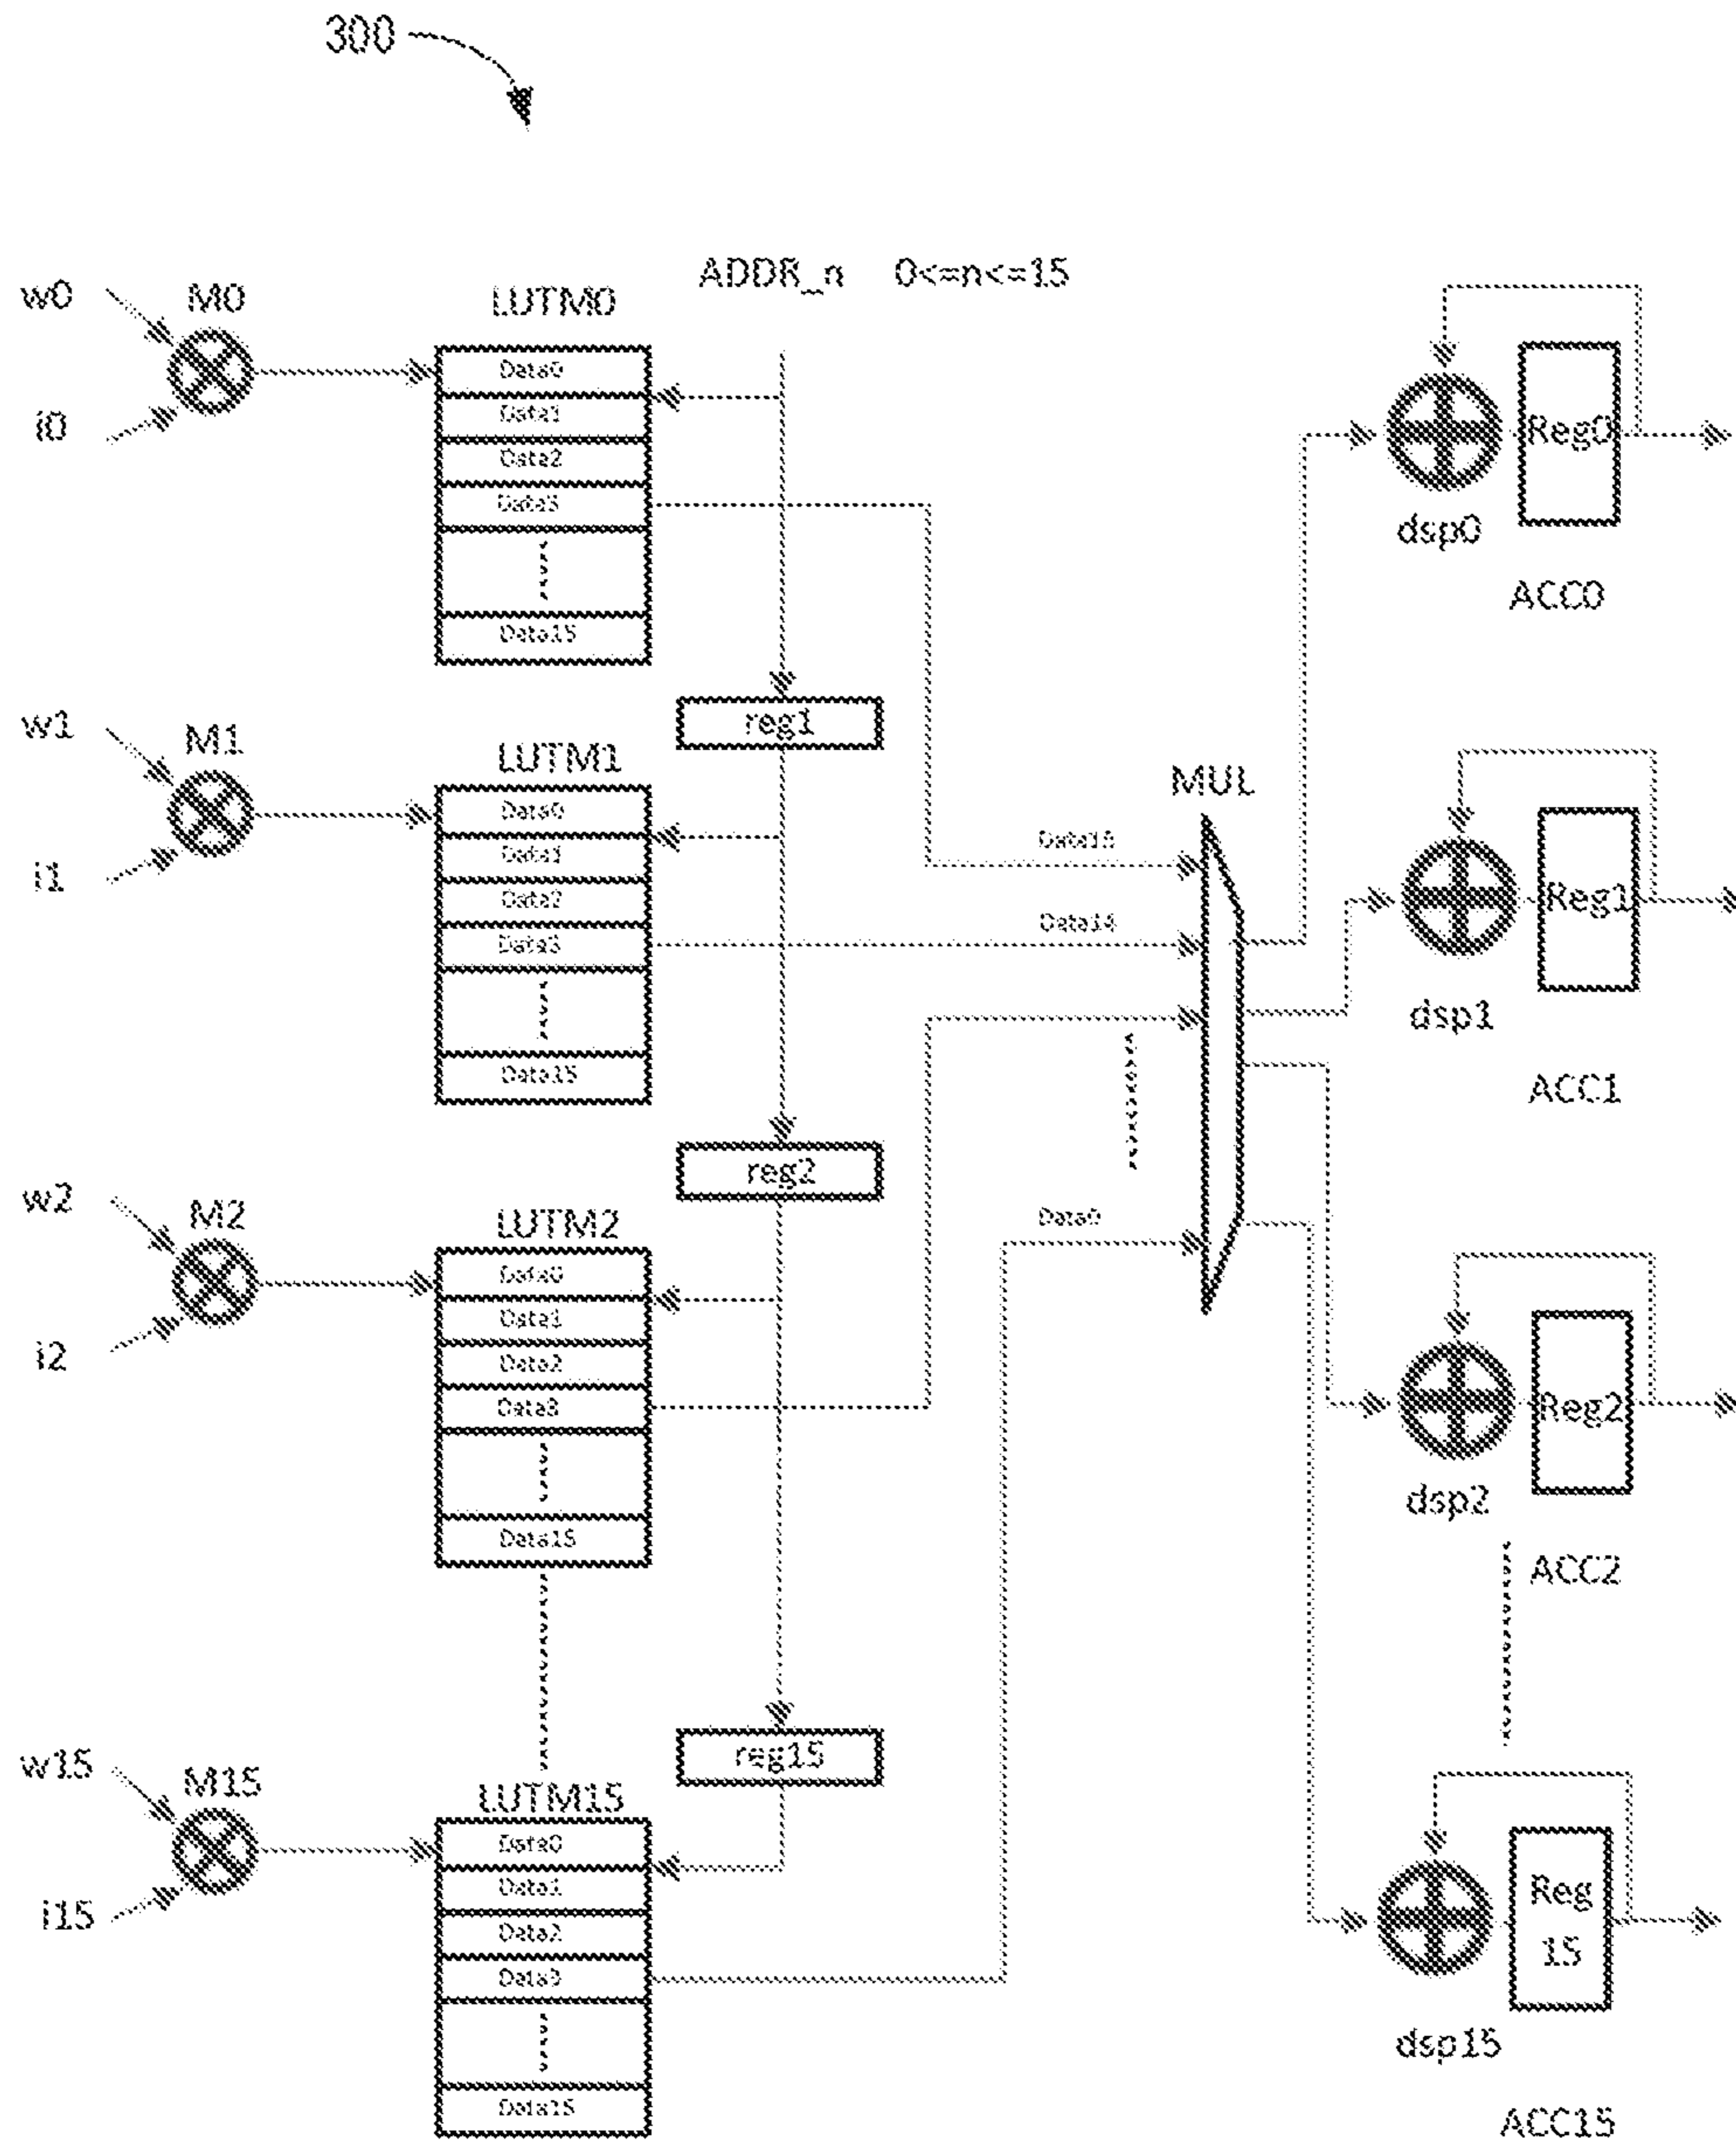 300
ADDR_n 0<=n<=15
w0
M0
i0
LUTM0
Data0
Data1
Data2
Data3
Data15
reg1
w1
M1
i1
LUTM1
Data0
Data1
Data2
Data3
Data15
reg2
w2
M2
i2
LUTM2
Data0
Data1
Data2
Data3
Data15
reg15
w15
M15
i15
LUTM15
Data0
Data1
Data2
Data3
Data15
MUL
Data15
Data14
Data0
Reg0
dsp0
ACC0
Reg1
dsp1
ACC1
Reg2
dsp2
ACC2
Reg
15
dsp15
ACC15